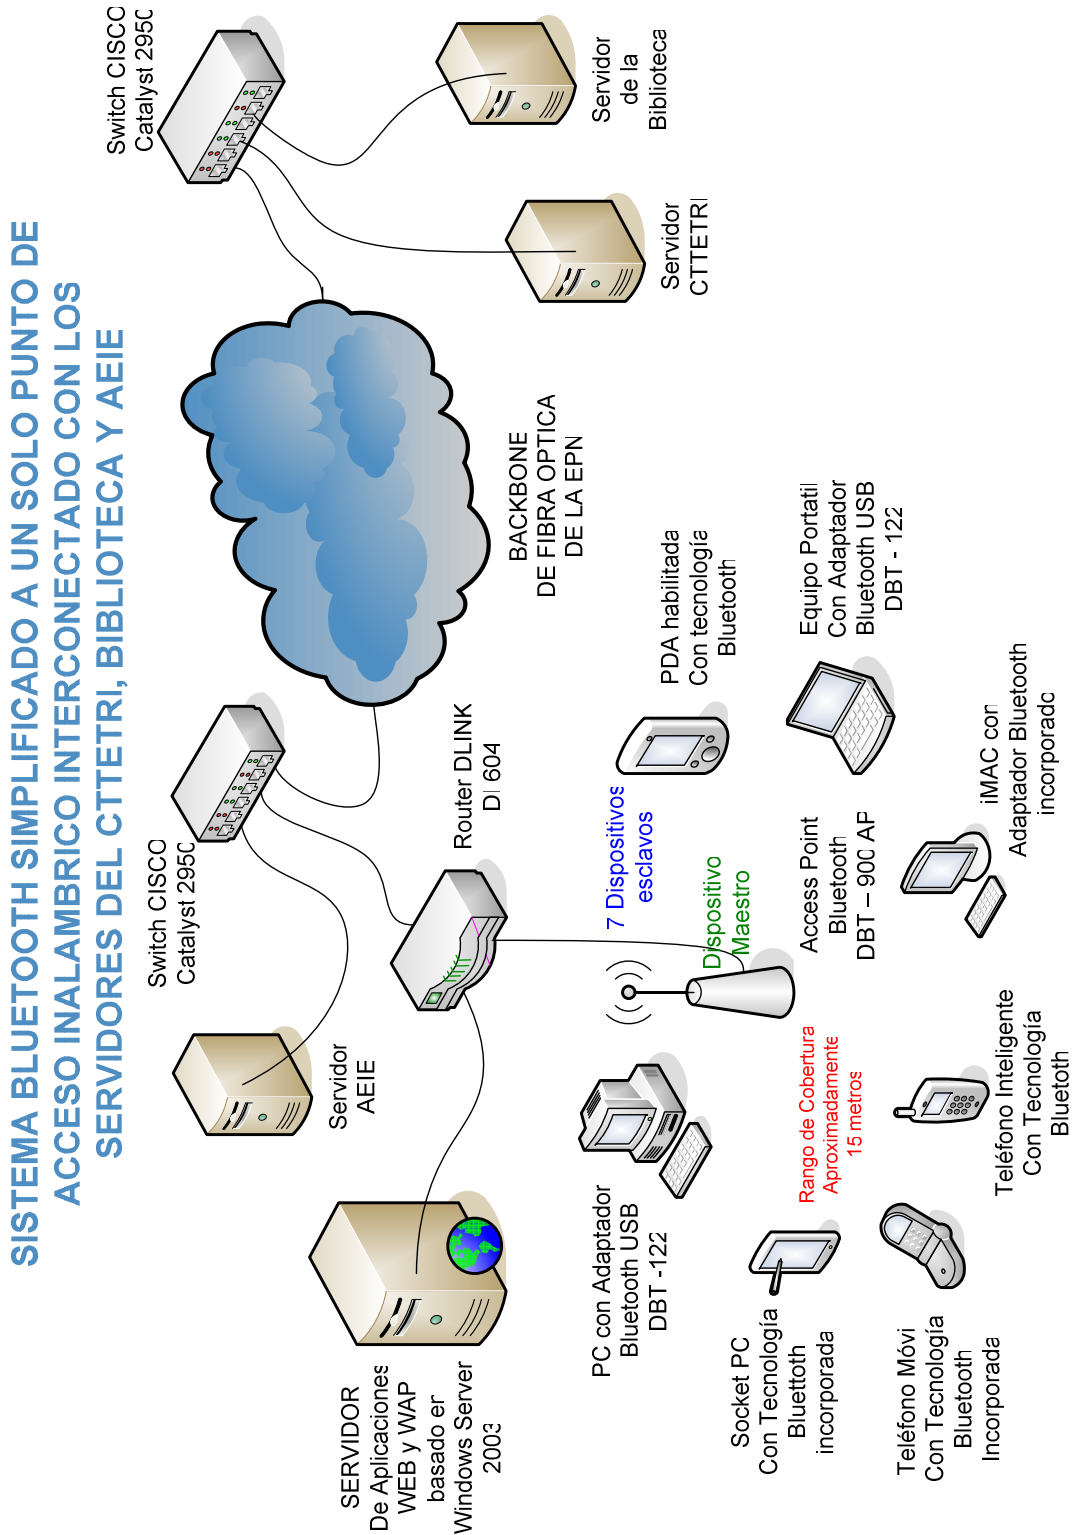 SISTEMA BLUETOOTH SIMPLIFICADO A UN SOLO PUNTO DE
ACCESO INALAMBRICO INTERCONECTADO CON LOS
SERVIDORES DEL CTTETRI, BIBLIOTECA Y AEIE
SERVIDOR
De Aplicaciones
WEB y WAP
basado er
Windows Server
2003
Servidor
AEIE
Switch CISCO
Catalyst 2950
Router DLINK
DI 604
BACKBONE
DE FIBRA OPTICA
DE LA EPN
Switch CISCO
Catalyst 2950
Servidor
CTTETRI
Servidor
de la
Biblioteca
PC con Adaptador
Bluetooth USB
DBT -122
7 Dispositivos
esclavos
Dispositivo
Maestro
PDA habilitada
Con tecnología
Bluetooth
Socket PC
Con Tecnología
Bluettoth
incorporada
Rango de Cobertura
Aproximadamente
15 metros
Access Point
Bluetooth
DBT – 900 AP
Equipo Portatil
Con Adaptador
Bluetooth USB
DBT - 122
Teléfono Móvi
Con Tecnología
Bluetooth
Incorporada
Teléfono Inteligente
Con Tecnología
Bluetoth
iMAC con
Adaptador Bluetooth
incorporado